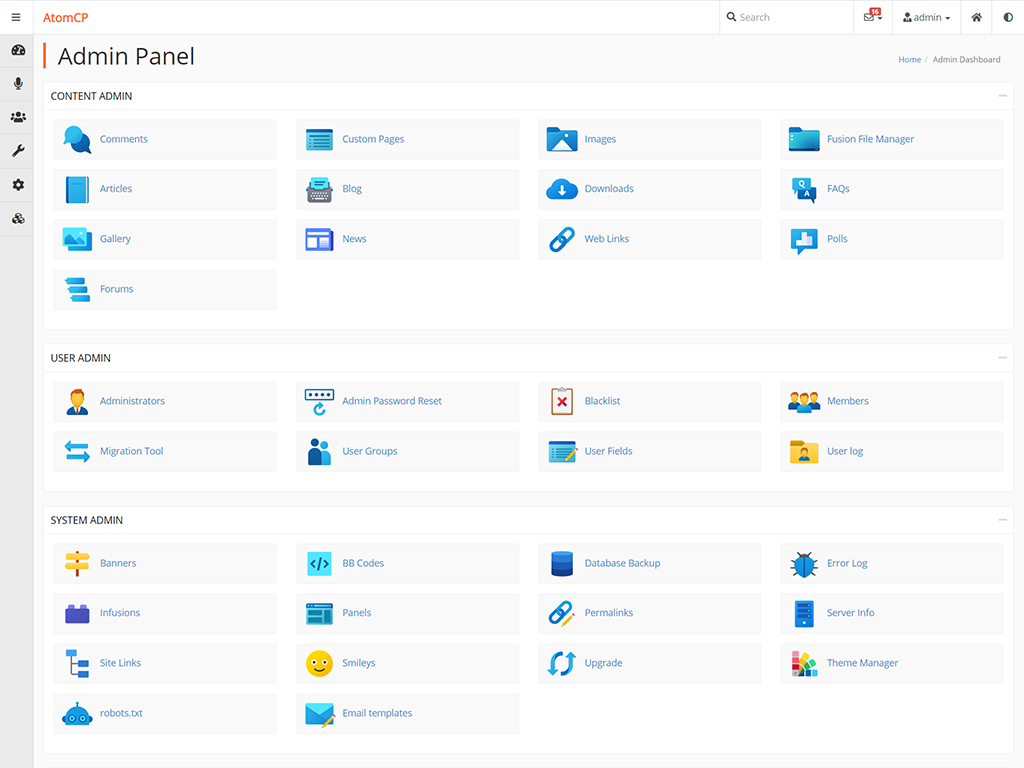 AtomCP
Search
16
admin
Admin Panel
Home / Admin Dashboard
CONTENT ADMIN
Comments
Custom Pages
Images
Fusion File Manager
Articles
Blog
Downloads
Q
A
FAQs
Gallery
News
Web Links
Polls
Forums
USER ADMIN
Administrators
Admin Password Reset
Blacklist
Members
Migration Tool
User Groups
User Fields
User log
SYSTEM ADMIN
Banners
</>
BB Codes
Database Backup
Error Log
Infusions
Panels
Permalinks
Server Info
Site Links
Smileys
Upgrade
Theme Manager
robots.txt
Email templates